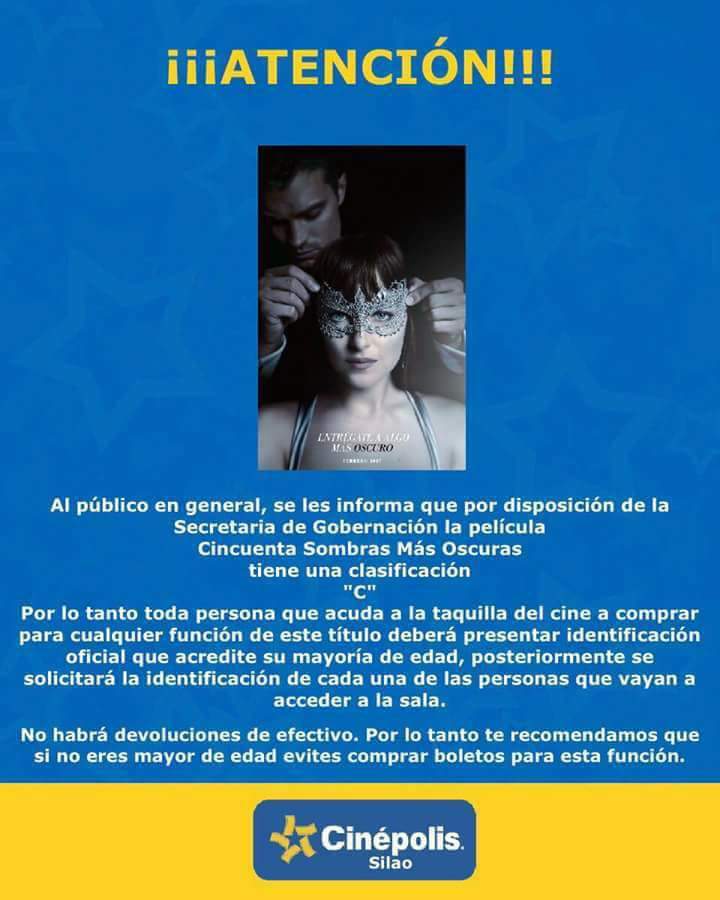 ¡¡¡ATENCIÓN!!!
ENTRÉGATE A ALGO
MÁS OSCURO
FEBRERO 2017
Al público en general, se les informa que por disposición de la
Secretaria de Gobernación la película
Cincuenta Sombras Más Oscuras
tiene una clasificación
"C"
Por lo tanto toda persona que acuda a la taquilla del cine a comprar
para cualquier función de este título deberá presentar identificación
oficial que acredite su mayoría de edad, posteriormente se
solicitará la identificación de cada una de las personas que vayan a
acceder a la sala.
No habrá devoluciones de efectivo. Por lo tanto te recomendamos que
si no eres mayor de edad evites comprar boletos para esta función.
Cinépolis.
Silao